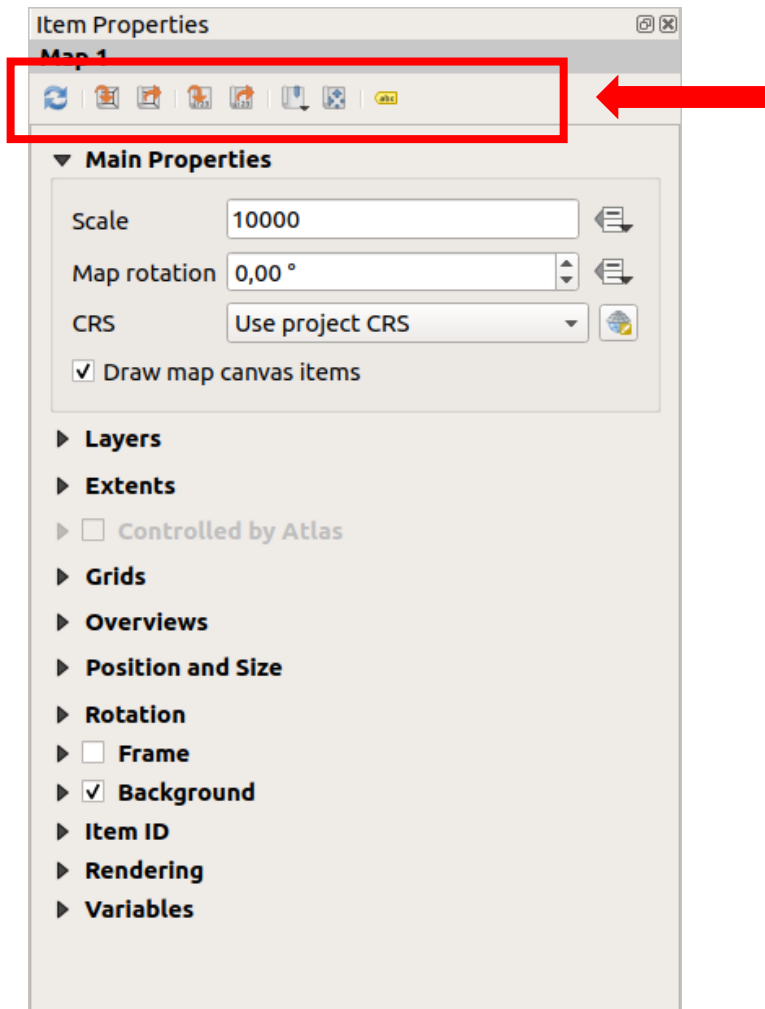 Item Properties
Map 1
abc
Main Properties
Scale 10000
Map rotation 0,00 °
CRS Use project CRS
Draw map canvas items
Layers
Extents
Controlled by Atlas
Grids
Overviews
Position and Size
Rotation
Frame
Background
Item ID
Rendering
Variables